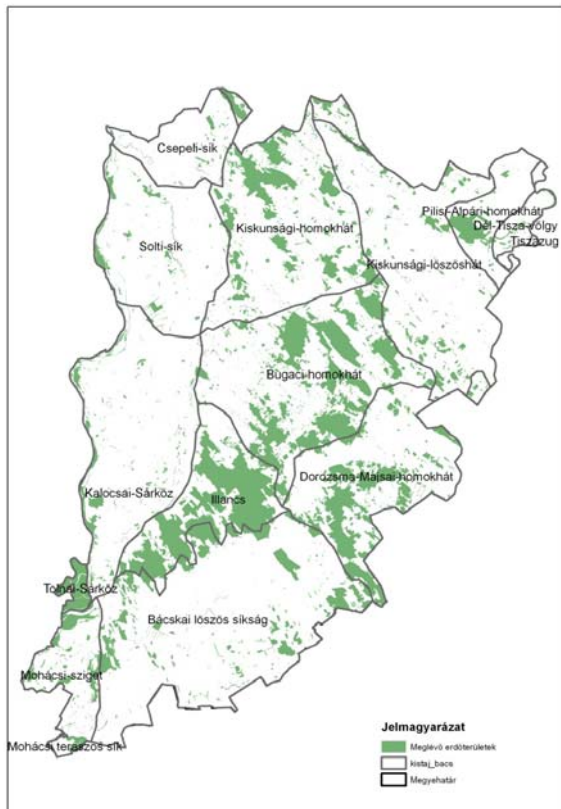 Csepeli-sík
Pilisi-Alpári-homokhát
Dél-Tisza-völgy
Tiszazug
Kiskunsági-homokhát
Solti-sík
Kiskunsági-löszöshát
Bugaci-homokhát
Dorozsma-Majsai-homokhát
Kalocsai-Sárköz
Illancs
Tolnai-Sárköz
Bácskai löszös síkság
Mohácsi-sziget
Mohácsi teraszos sík
Jelmagyarázat
Meglévő erdőterületek
kistaj_bacs
Megyehatár